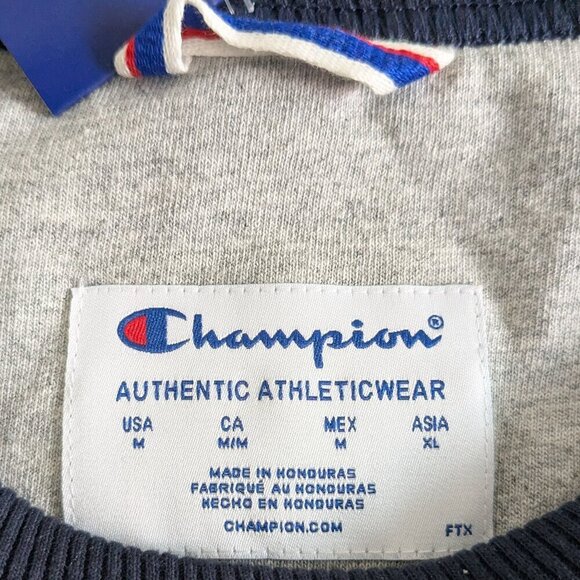 Champion®
AUTHENTIC ATHLETICWEAR
USA CA MEX ASIA
M M/M M XL
MADE IN HONDURAS
FABRIQUÉ AU HONDURAS
HECHO EN HONDURAS
CHAMPION.COM
FTX